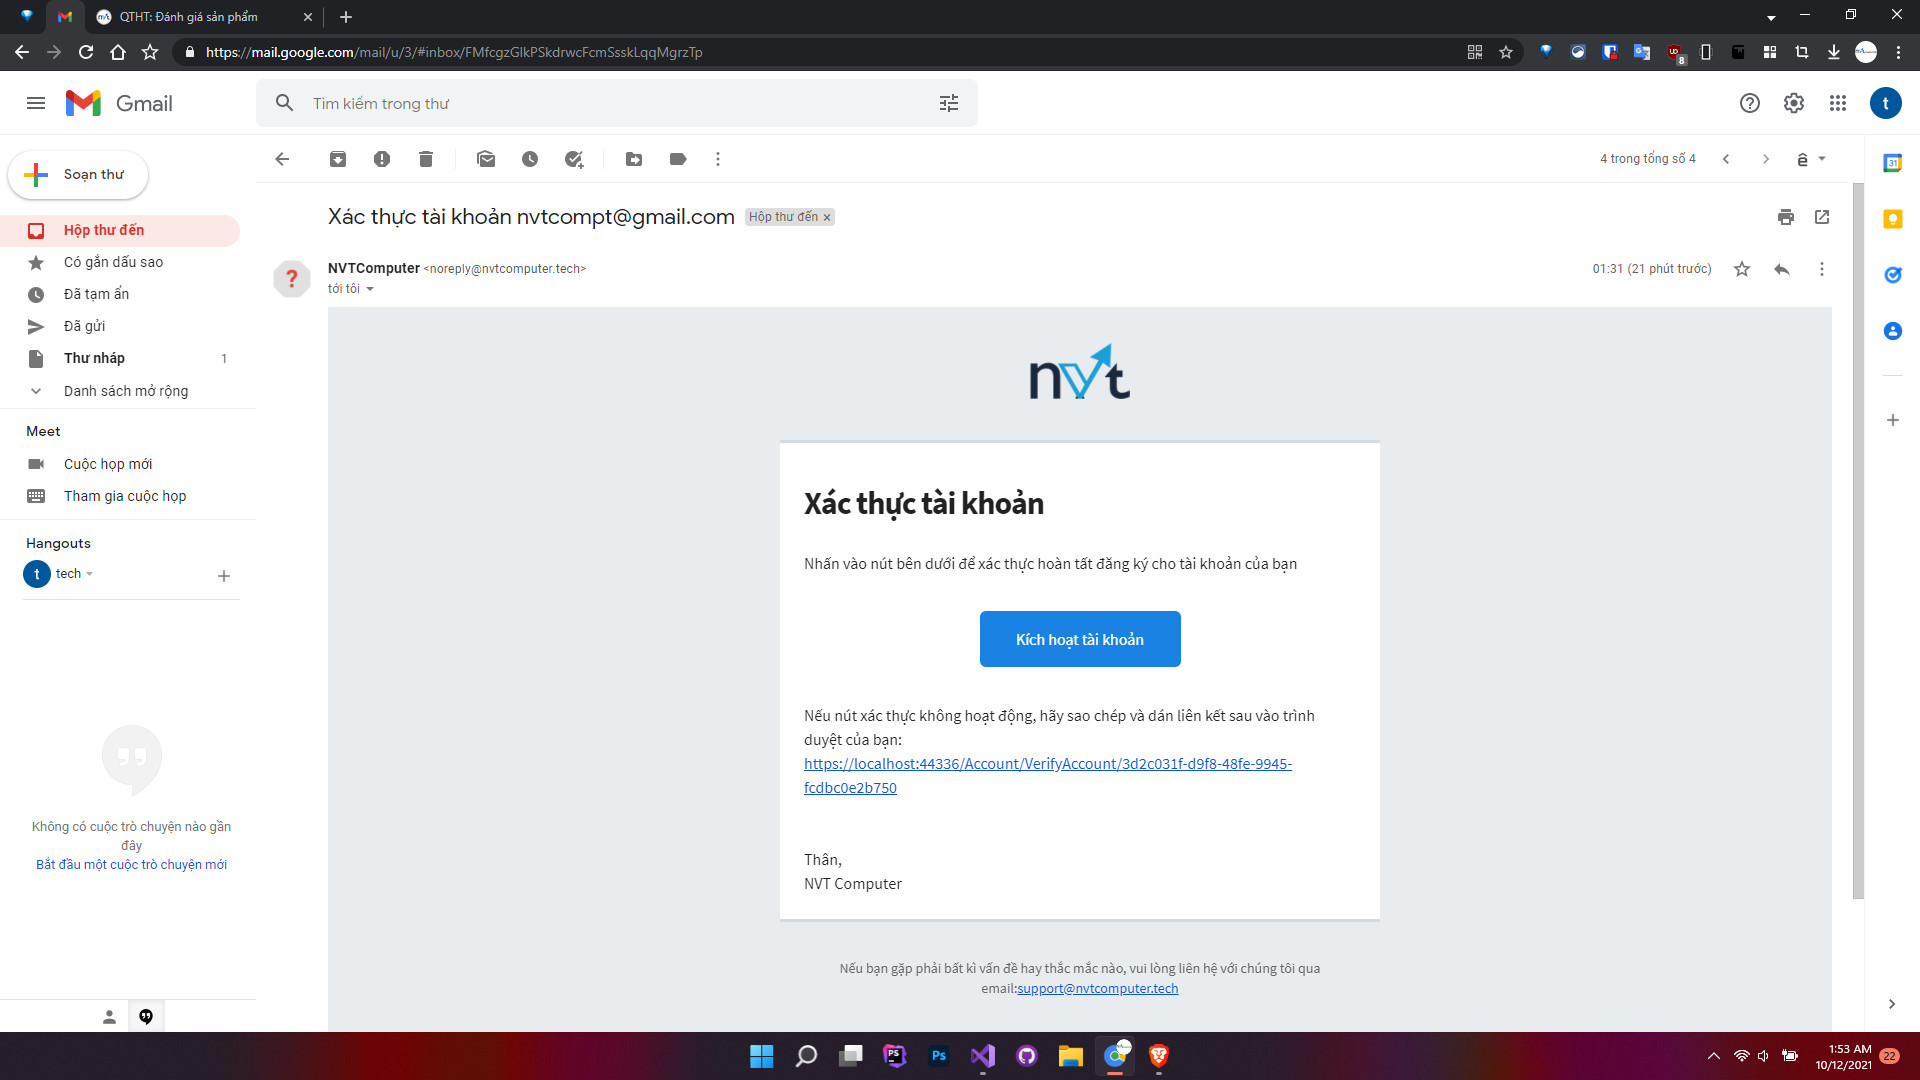 QTHT: Đánh giá sản phẩm
https://mail.google.com/mail/u/3/#inbox/FMfcgzGlkPSkdrwcFcmSsskLqqMgrzTp
8
Gmail
Tìm kiếm trong thư
t
Soạn thư
4 trong tổng số 4
31
Xác thực tài khoản nvtcompt@gmail.com
Hộp thư đến ×
Hộp thư đến
Có gắn dấu sao
Đã tạm ẩn
Đã gửi
Thư nháp 1
Danh sách mở rộng
NVTComputer <noreply@nvtcomputer.tech>
01:31 (21 phút trước)
tới tôi
Meet
Cuộc họp mới
Tham gia cuộc họp
Hangouts
t tech
Không có cuộc trò chuyện nào gần
đây
Bắt đầu một cuộc trò chuyện mới
nvt
Xác thực tài khoản
Nhấn vào nút bên dưới để xác thực hoàn tất đăng ký cho tài khoản của bạn
Kích hoạt tài khoản
Nếu nút xác thực không hoạt động, hãy sao chép và dán liên kết sau vào trình
duyệt của bạn:
https://localhost:44336/Account/VerifyAccount/3d2c031f-d9f8-48fe-9945-
fcdbc0e2b750
Thân,
NVT Computer
Nếu bạn gặp phải bất kì vấn đề hay thắc mắc nào, vui lòng liên hệ với chúng tôi qua
email:support@nvtcomputer.tech
PS
Ps
1:53 AM
10/12/2021
22